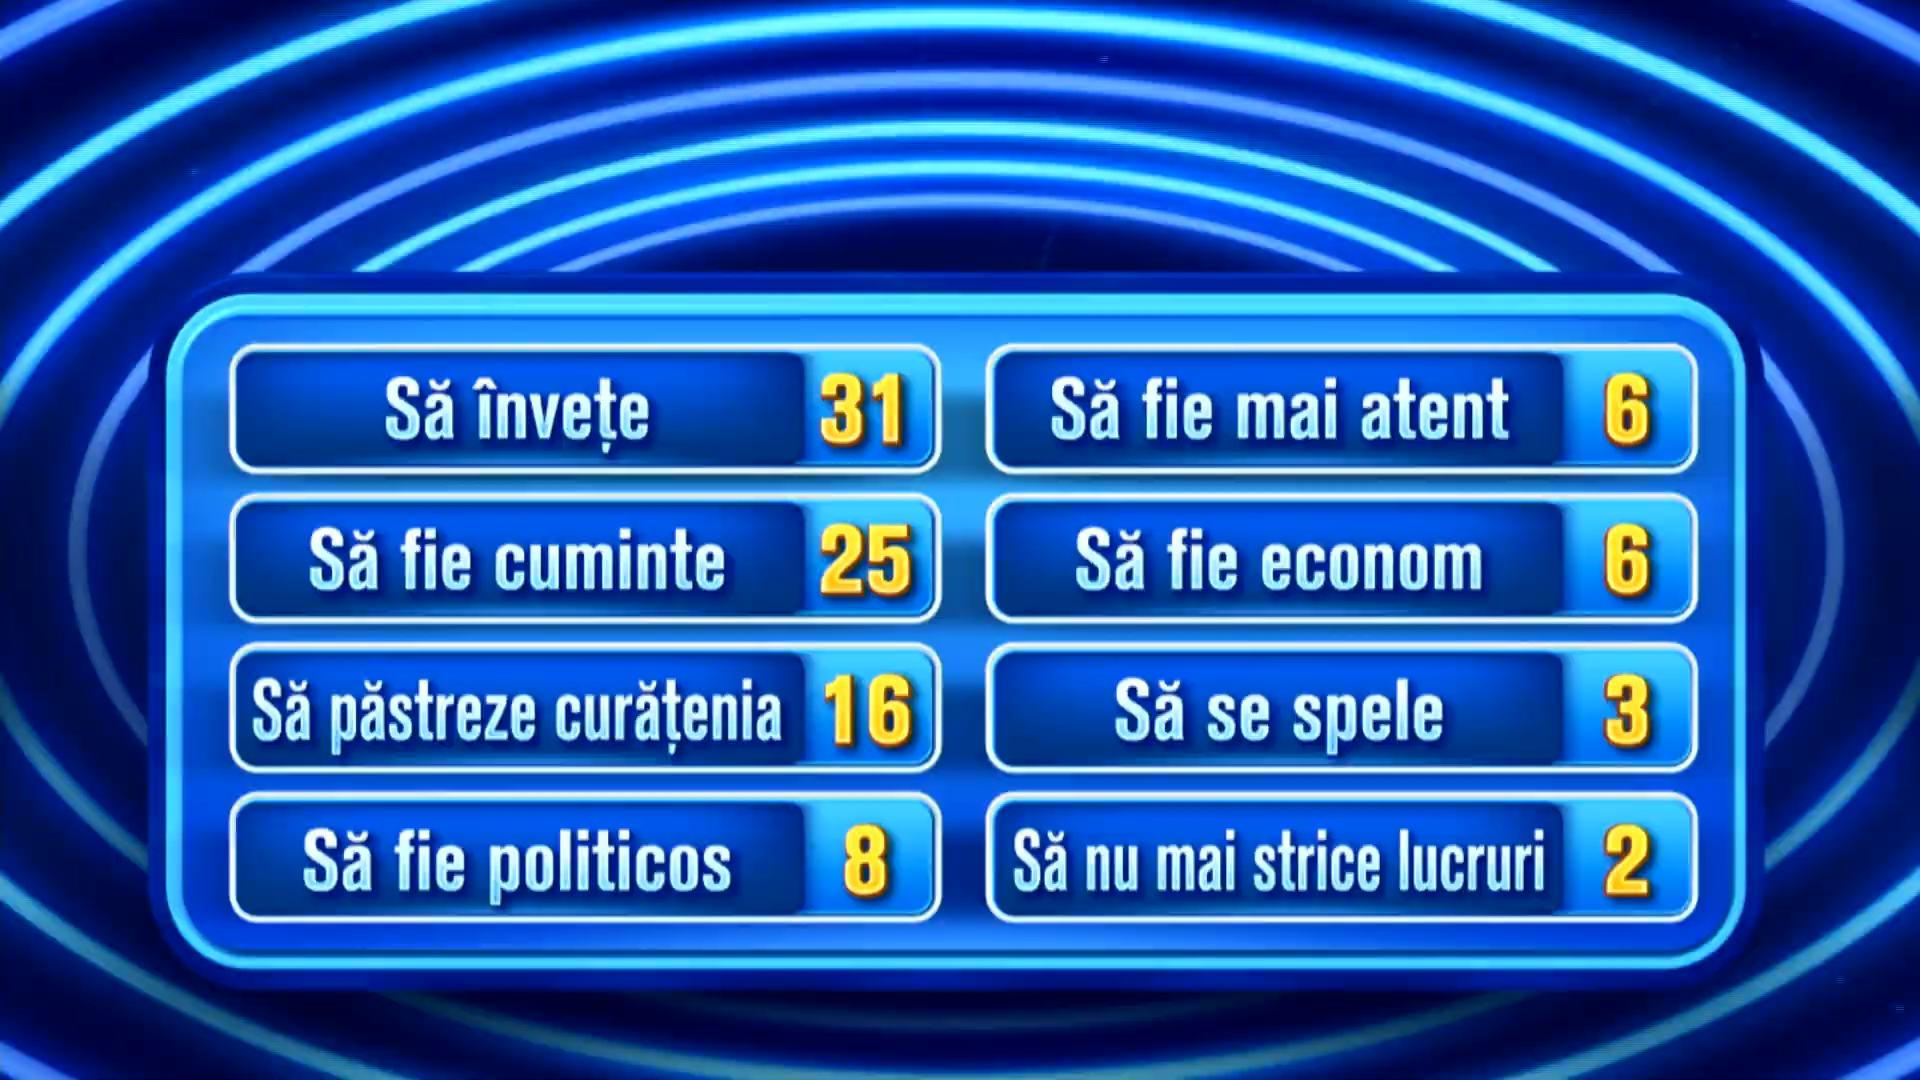 Să învețe 31
Să fie cuminte 25
Să păstreze curățenia 16
Să fie politicos 8
Să fie mai atent 6
Să fie econom 6
Să se spele 3
Să nu mai strice lucruri 2